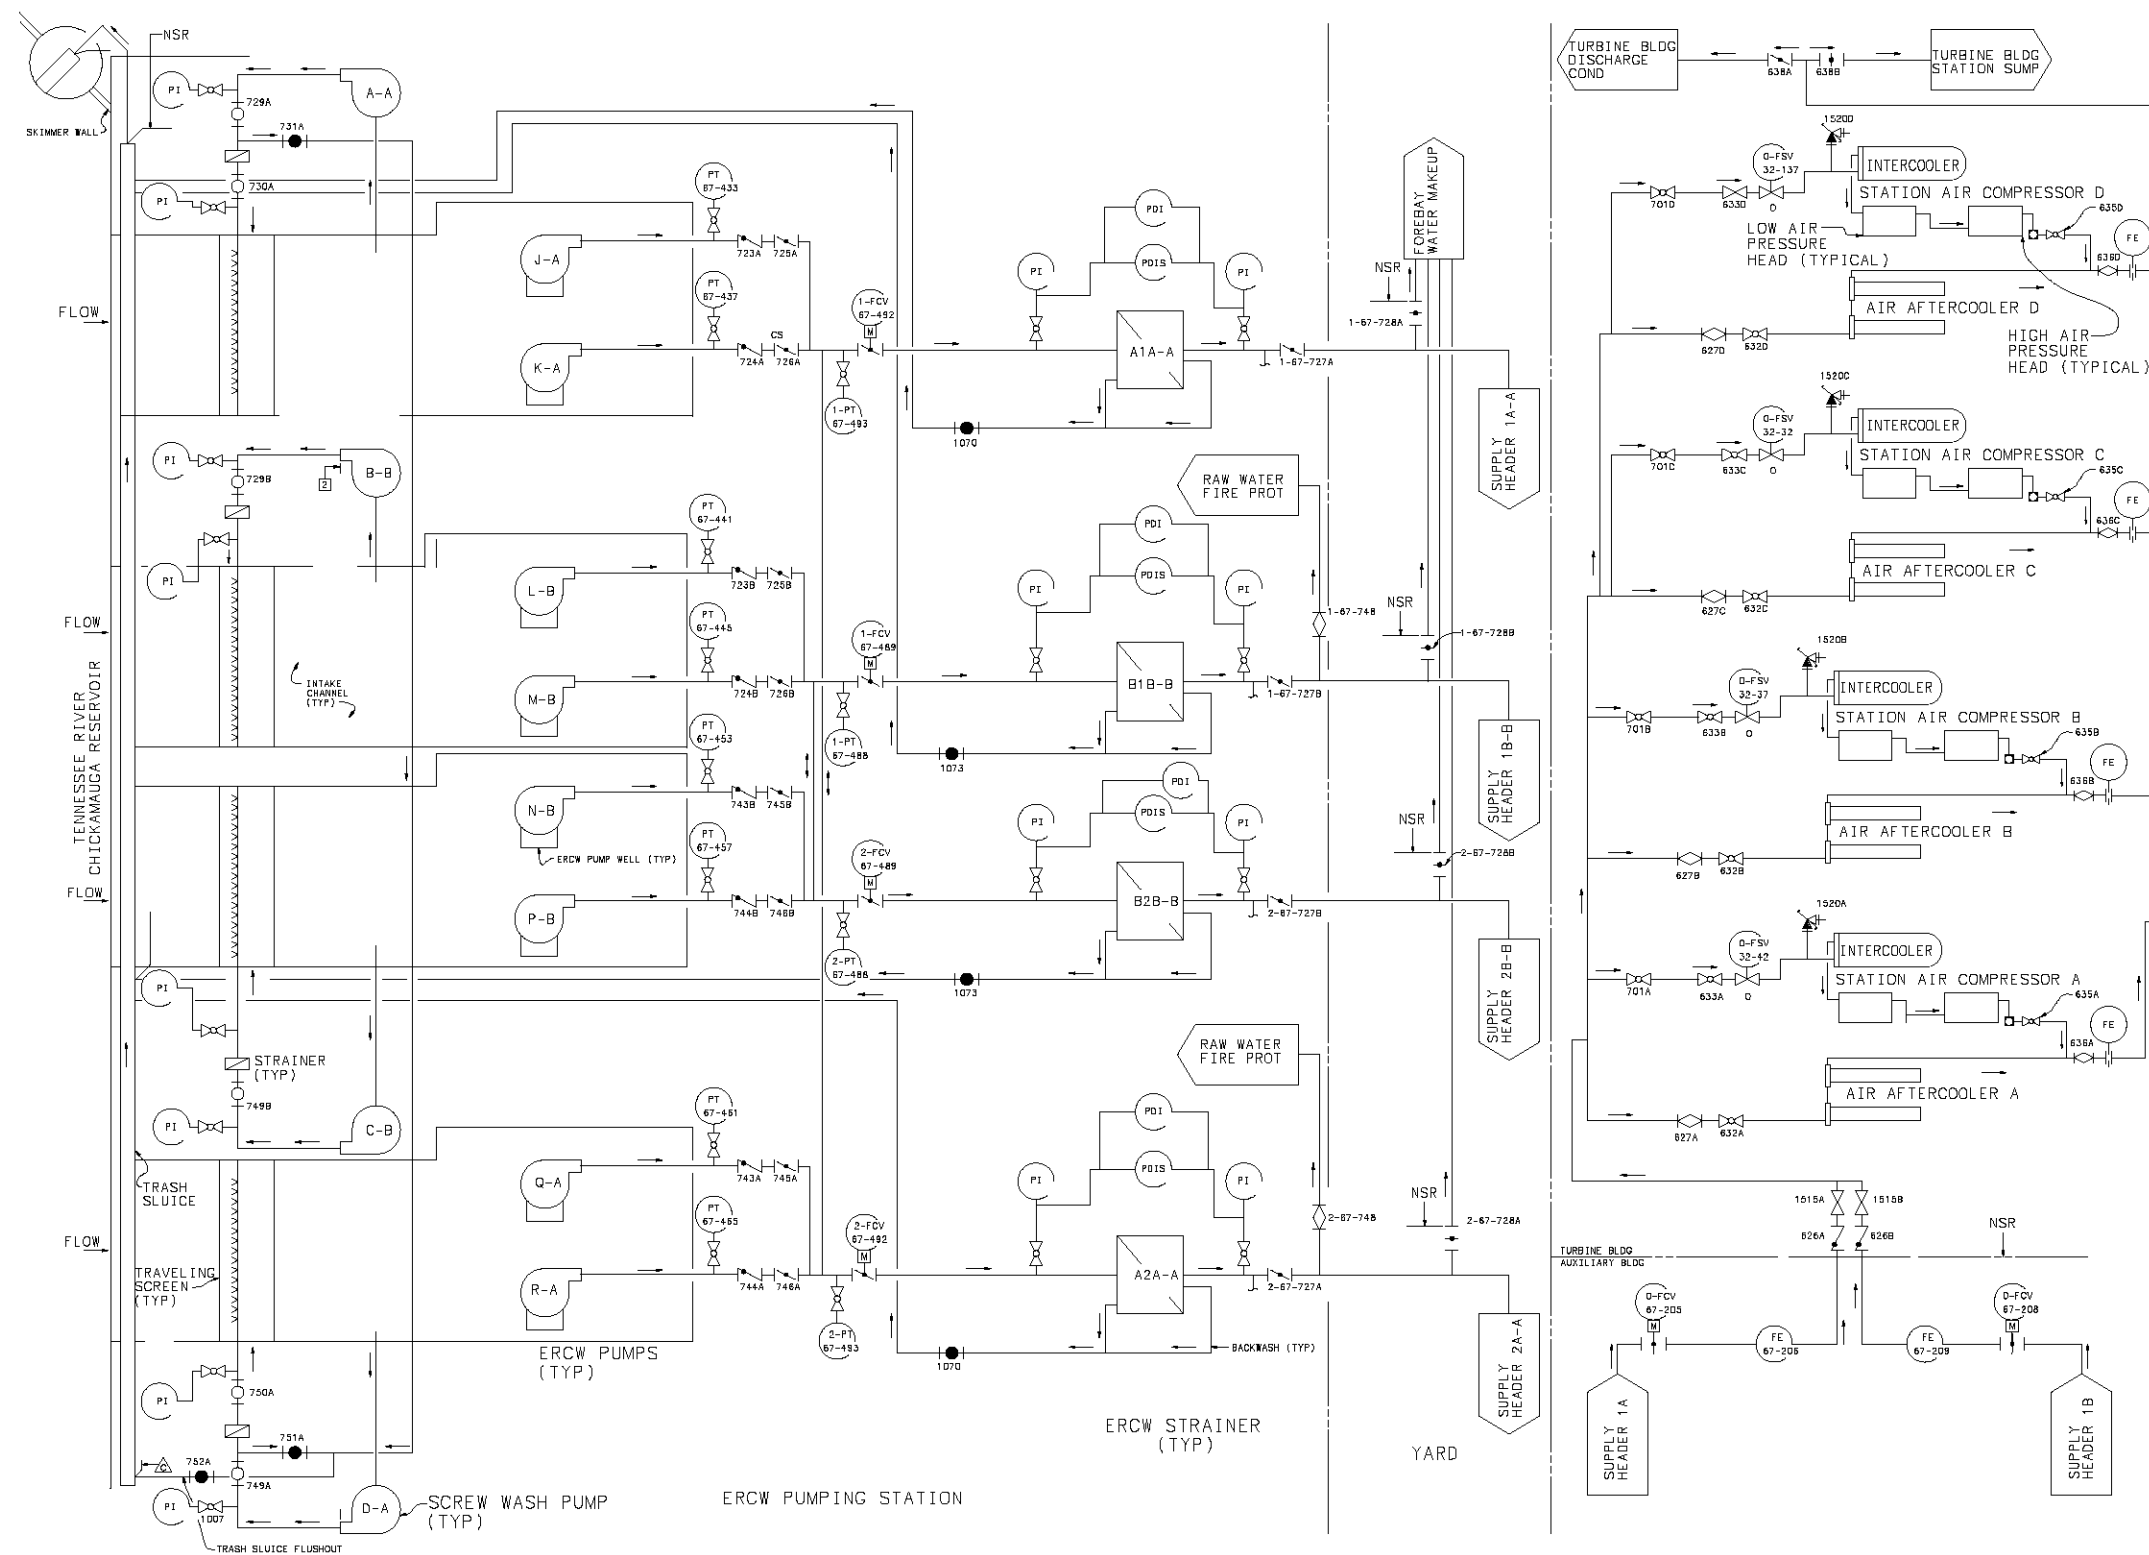 NSR
SKIMMER WALL
PI
729A
A-A
731A
730A
PI
FLOW
PT
67-433
J-A
723A
725A
PT
67-437
K-A
CS
724A
726A
1-FCV
67-492
M
1-PT
67-493
PI
PDI
PDIS
PI
A1A-A
1-67-727A
1070
FOREBAY
WATER MAKEUP
NSR
1-67-728A
SUPPLY
HEADER 1A-A
PI
729B
B-B
2
PI
FLOW
INTAKE
CHANNEL
(TYP)
TENNESSEE RIVER
CHICKAMAUGA RESERVOIR
PT
67-441
L-B
723B
725B
PT
67-445
M-B
724B
726B
1-FCV
67-489
M
1-PT
67-488
PI
PDI
PDIS
PI
B1B-B
1-67-727B
1073
RAW WATER
FIRE PROT
1-67-748
NSR
1-67-728B
SUPPLY
HEADER 1B-B
PT
67-453
N-B
743B
745B
ERCW PUMP WELL (TYP)
PT
67-457
P-B
744B
746B
FLOW
2-FCV
67-489
M
2-PT
67-488
PI
PDI
PDIS
PI
B2B-B
2-67-727B
1073
NSR
2-67-728B
SUPPLY
HEADER 2B-B
PI
STRAINER
(TYP)
749B
PI
C-B
TRASH
SLUICE
FLOW
TRAVELING
SCREEN
(TYP)
PT
67-461
Q-A
743A
745A
PT
67-465
R-A
744A
746A
2-FCV
67-492
M
2-PT
67-493
PI
PDI
PDIS
PI
A2A-A
2-67-727A
1070
BACKWASH (TYP)
RAW WATER
FIRE PROT
2-67-748
NSR
2-67-728A
SUPPLY
HEADER 2A-A
ERCW PUMPS
(TYP)
PI
750A
751A
C
752A
749A
PI
1007
D-A
SCREW WASH PUMP
(TYP)
TRASH SLUICE FLUSHOUT
ERCW PUMPING STATION
ERCW STRAINER
(TYP)
YARD
TURBINE BLDG
DISCHARGE
COND
638A
638B
TURBINE BLDG
STATION SUMP
1520D
0-FSV
32-137
INTERCOOLER
STATION AIR COMPRESSOR D
701D
633D
O
635D
LOW AIR
PRESSURE
HEAD (TYPICAL)
FE
636D
AIR AFTERCOOLER D
627D
632D
HIGH AIR
PRESSURE
HEAD (TYPICAL)
1520C
0-FSV
32-32
INTERCOOLER
STATION AIR COMPRESSOR C
701C
633C
O
635C
FE
636C
AIR AFTERCOOLER C
627C
632C
1520B
0-FSV
32-37
INTERCOOLER
STATION AIR COMPRESSOR B
701B
633B
O
635B
FE
636B
AIR AFTERCOOLER B
627B
632B
1520A
0-FSV
32-42
INTERCOOLER
STATION AIR COMPRESSOR A
701A
633A
O
635A
FE
636A
AIR AFTERCOOLER A
627A
632A
1515A
1515B
626A
626B
NSR
TURBINE BLDG
AUXILIARY BLDG
0-FCV
67-205
M
FE
67-206
FE
67-209
0-FCV
67-208
M
SUPPLY
HEADER 1A
SUPPLY
HEADER 1B